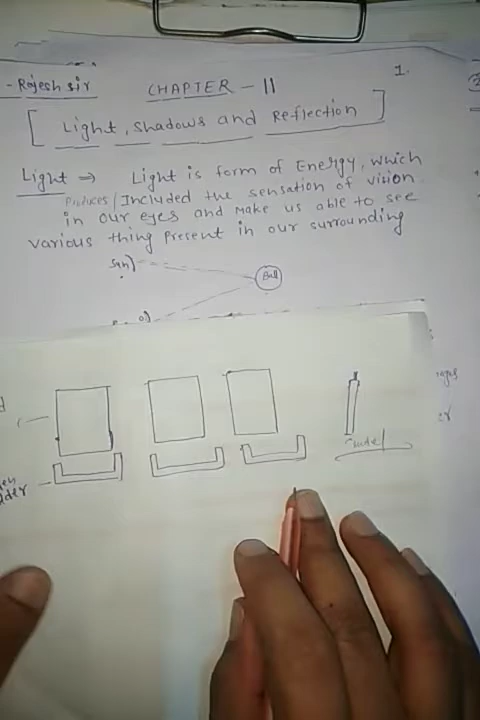 - Rajesh sir
CHAPTER - 11
1.
[ Light, Shadows and Reflection ]
Light ⇒ Light is form of Energy, which
Produces / Included the sensation of vision
in our eyes and make us able to see
various thing present in our surrounding
Sun
Ball